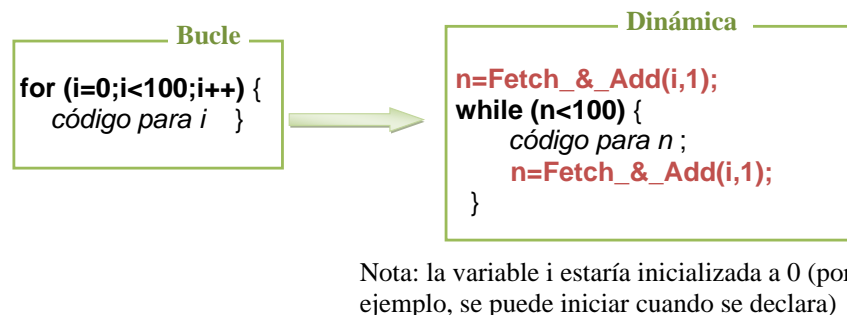 Bucle
for (i=0;i<100;i++) {
código para i }
Dinámica
n=Fetch_&_Add(i,1);
while (n<100) {
código para n ;
n=Fetch_&_Add(i,1);
}
Nota: la variable i estaría inicializada a 0 (por
ejemplo, se puede iniciar cuando se declara)